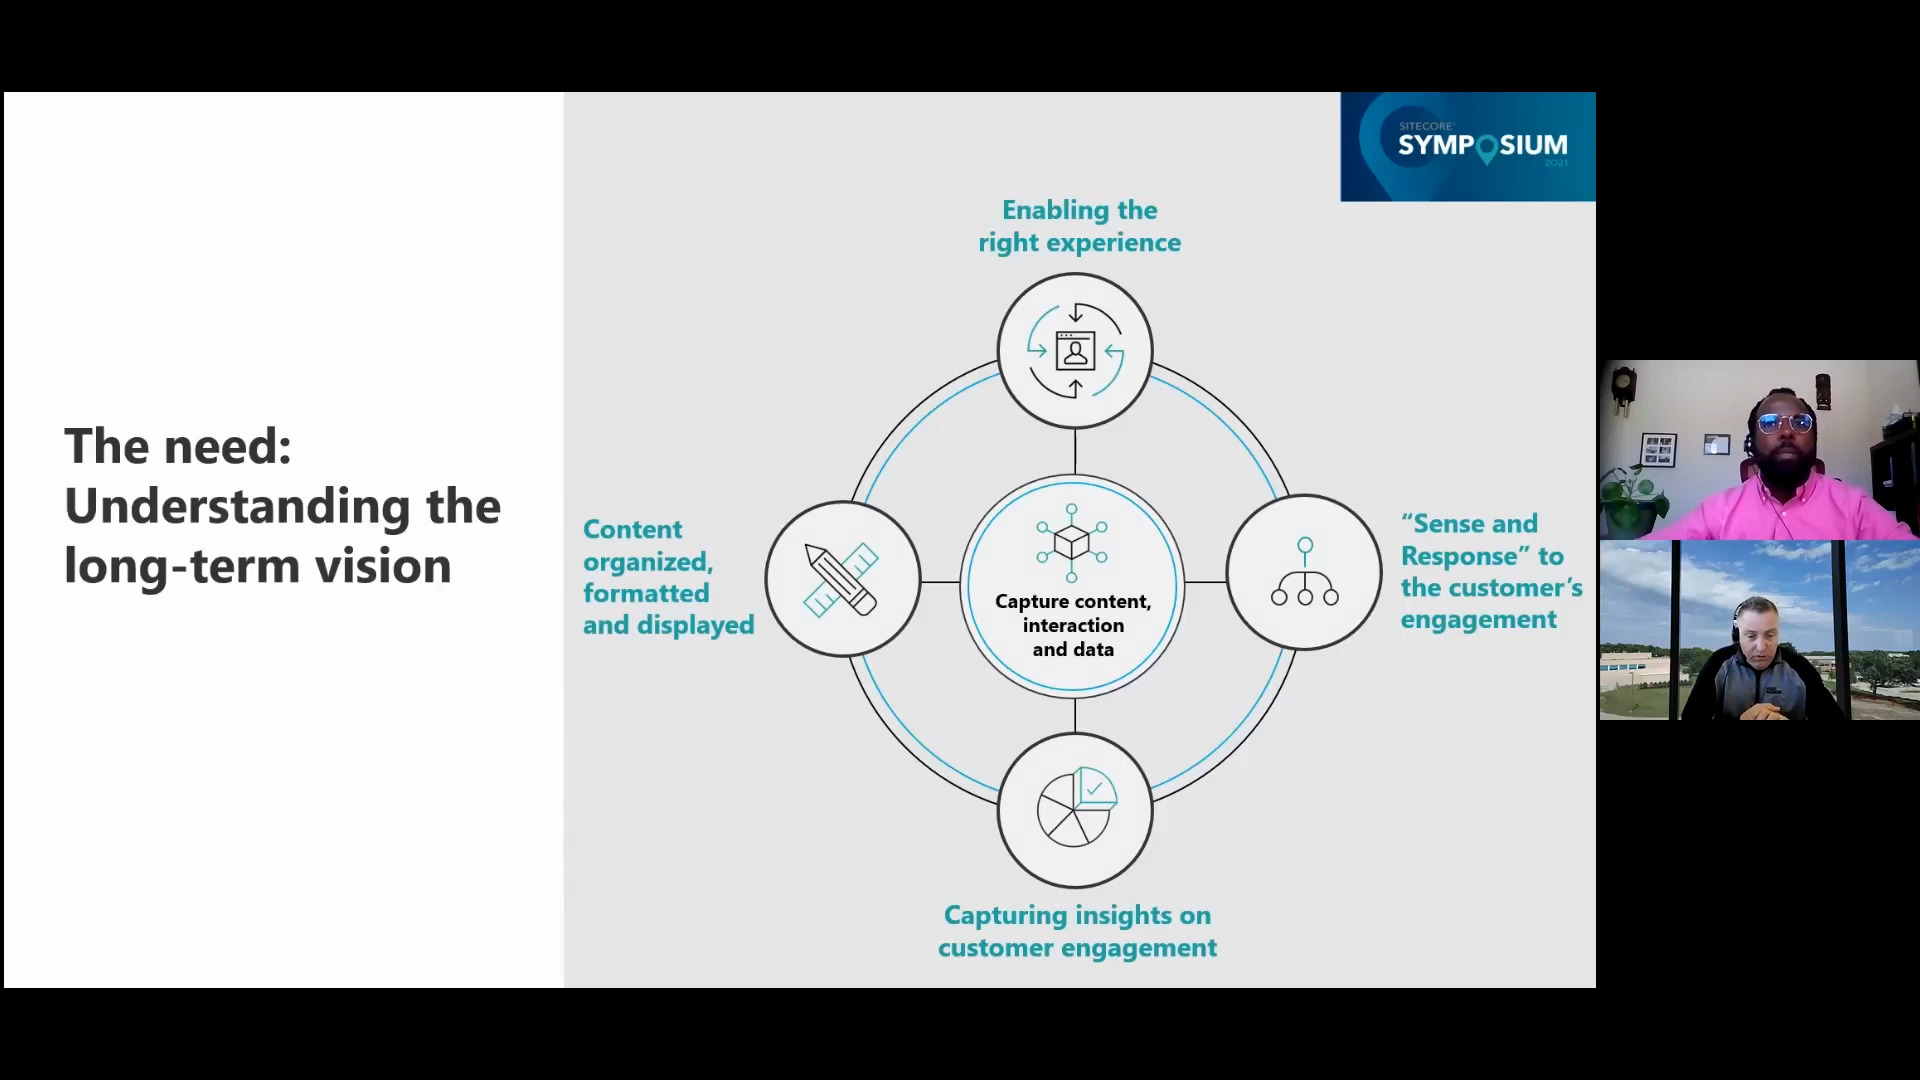 The need:
Understanding the
long-term vision
SITECORE
SYMPOSIUM
2021
Enabling the
right experience
Content
organized,
formatted
and displayed
Capture content,
interaction
and data
“Sense and
Response” to
the customer’s
engagement
Capturing insights on
customer engagement